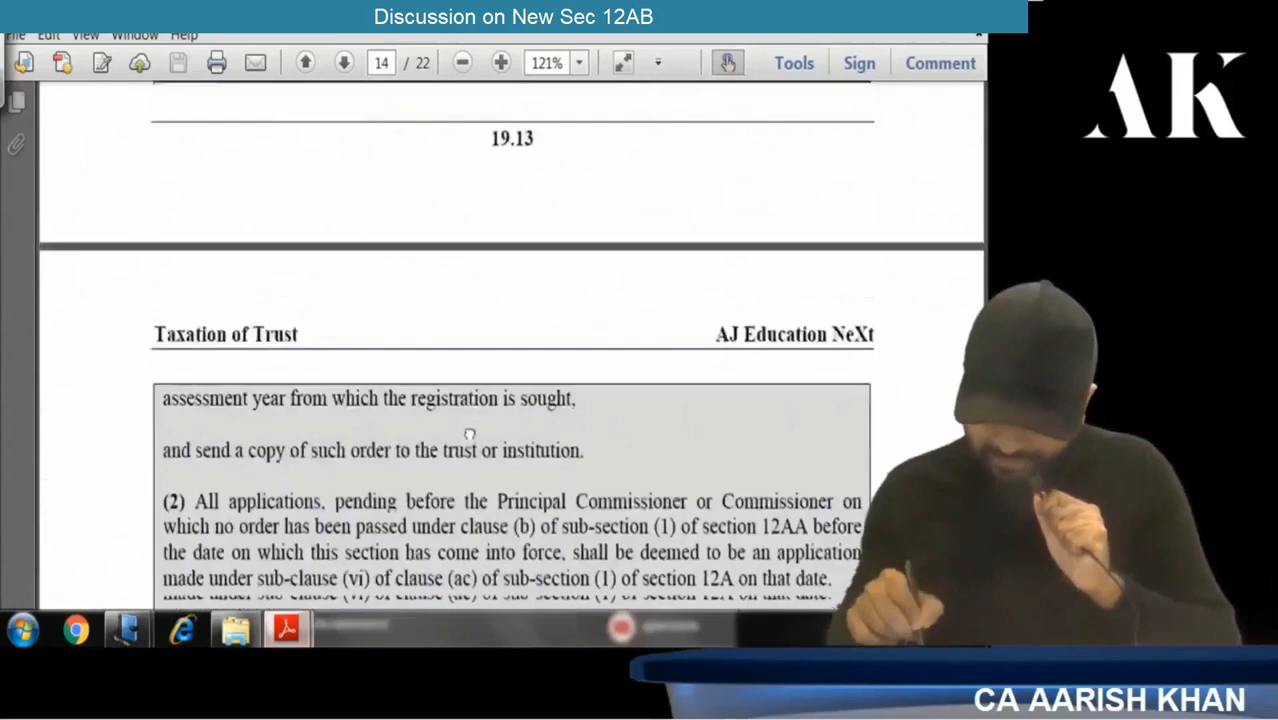 Discussion on New Sec 12AB
File Edit View Window Help
14 / 22 121% Tools Sign Comment
AK
19.13
Taxation of Trust AJ Education NeXt
assessment year from which the registration is sought,
and send a copy of such order to the trust or institution.
(2) All applications, pending before the Principal Commissioner or Commissioner on
which no order has been passed under clause (b) of sub-section (1) of section 12AA before
the date on which this section has come into force, shall be deemed to be an application
made under sub-clause (vi) of clause (ac) of sub-section (1) of section 12A on that date.
CA AARISH KHAN